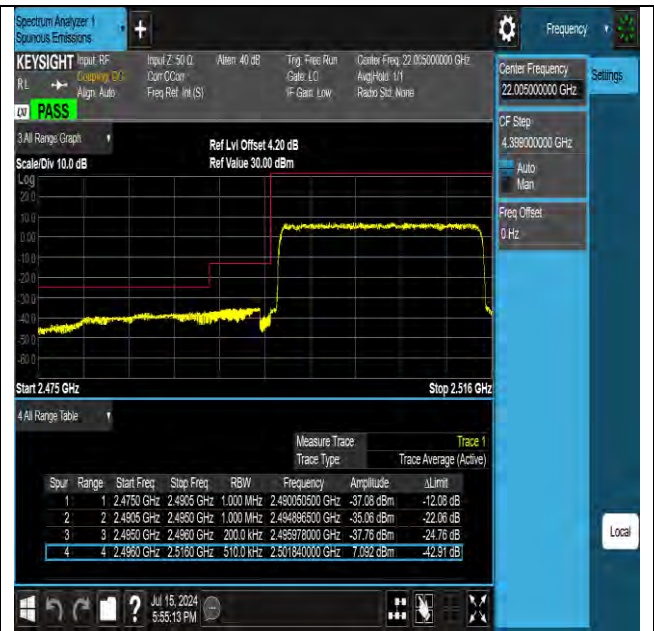 Spectrum Analyzer 1
Spurious Emissions
+
Frequency
KEYSIGHT Input: RF Input Z: 50 Ω Atten: 40 dB Trig: Free Run Center Freq: 22.005000000 GHz
RL Coupling: DC Corr CCorr Gate: LO Avg|Hold: 1/1
Align: Auto Freq Ref: Int (S) IF Gain: Low Radio Std: None
PASS
Center Frequency
22.005000000 GHz
Settings
CF Step
4.399000000 GHz
Auto
Man
Freq Offset
0 Hz
3 All Range Graph
Ref Lvl Offset 4.20 dB
Scale/Div 10.0 dB Ref Value 30.00 dBm
Log
20.0
10.0
0.00
-10.0
-20.0
-30.0
-40.0
-50.0
-60.0
Start 2.475 GHz Stop 2.516 GHz
4 All Range Table
Measure Trace Trace 1
Trace Type Trace Average (Active)
Spur Range Start Freq Stop Freq RBW Frequency Amplitude ΔLimit
1 1 2.4750 GHz 2.4905 GHz 1.000 MHz 2.490050500 GHz -37.08 dBm -12.08 dB
2 2 2.4905 GHz 2.4950 GHz 1.000 MHz 2.494896500 GHz -35.06 dBm -22.06 dB
3 3 2.4950 GHz 2.4960 GHz 200.0 kHz 2.495978000 GHz -37.76 dBm -24.76 dB
4 4 2.4960 GHz 2.5160 GHz 510.0 kHz 2.501840000 GHz 7.092 dBm -42.91 dB
Local
? Jul 15, 2024
5:55:13 PM